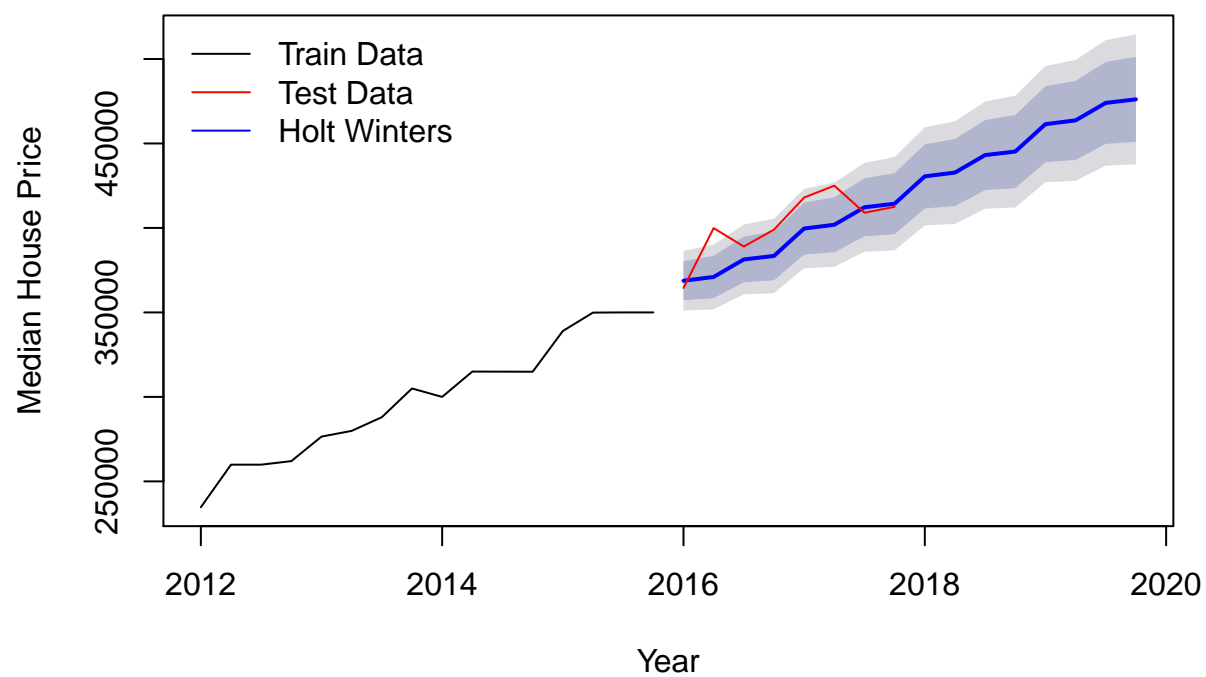 Train Data
Test Data
Holt Winters
Median House Price
450000
350000
250000
2012 2014 2016 2018 2020
Year